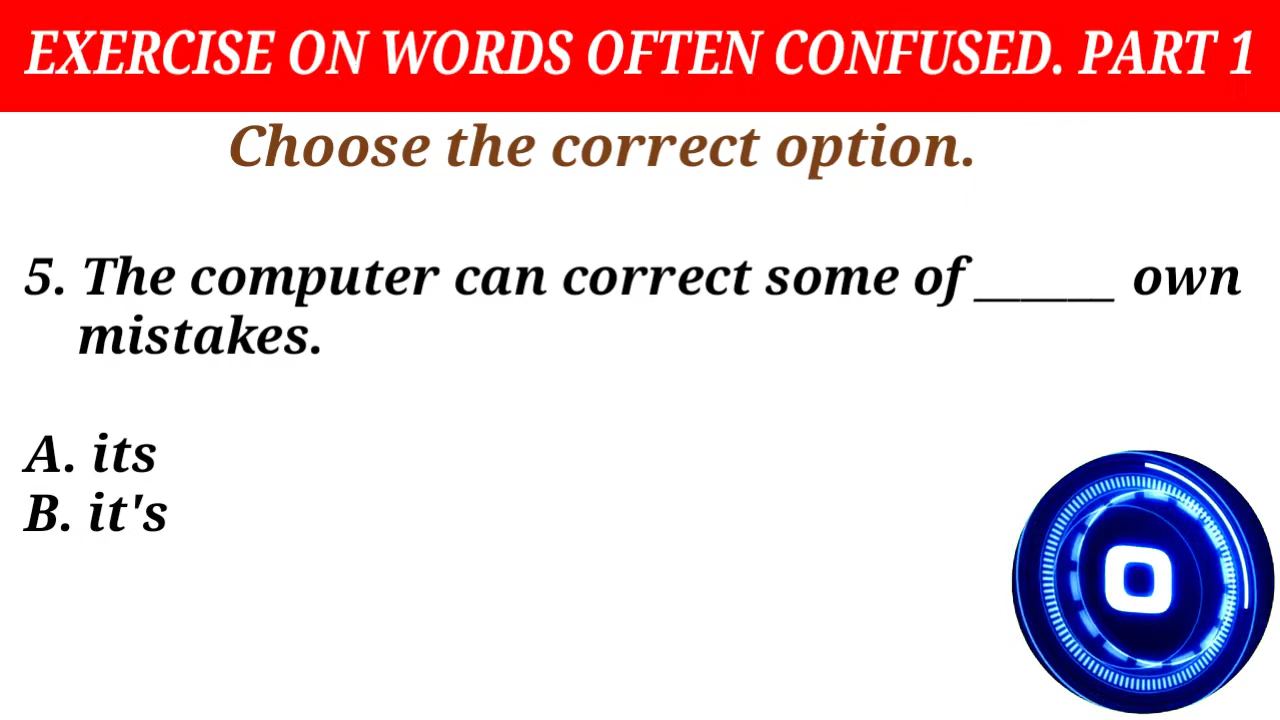 EXERCISE ON WORDS OFTEN CONFUSED. PART 1
Choose the correct option.
5. The computer can correct some of ______ own
mistakes.
A. its
B. it's
0